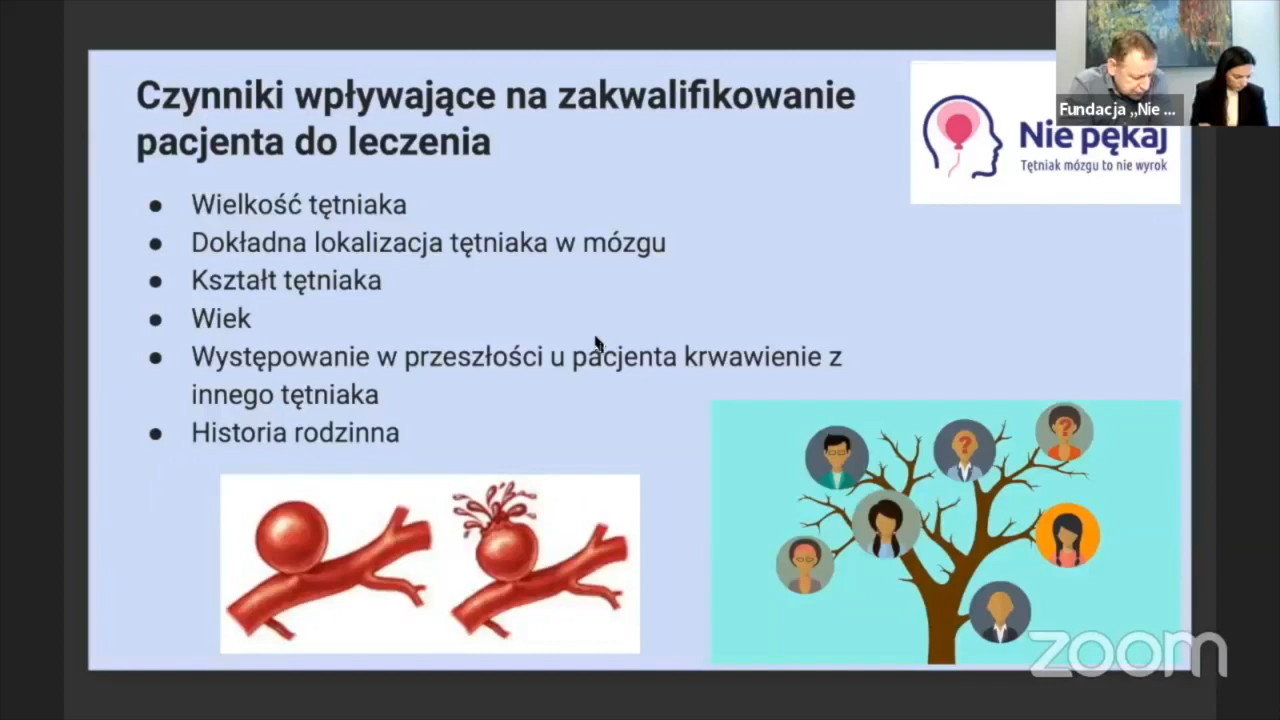 Czynniki wpływające na zakwalifikowanie
pacjenta do leczenia
Wielkość tętniaka
Dokładna lokalizacja tętniaka w mózgu
Kształt tętniaka
Wiek
Występowanie w przeszłości u pacjenta krwawienie z
innego tętniaka
Historia rodzinna
Fundacja „Nie ...
Nie pękaj
Tętniak mózgu to nie wyrok
?
?
zoom